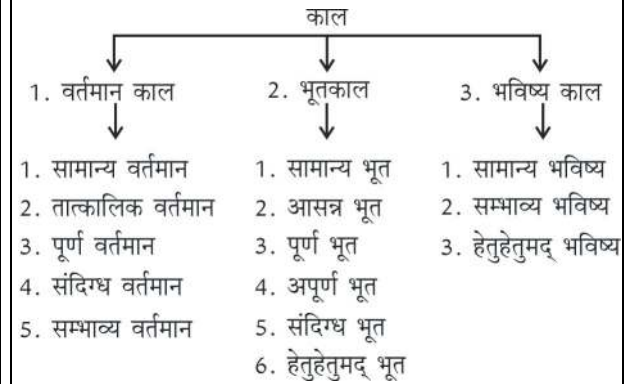 काल
1. वर्तमान काल
2. भूतकाल
3. भविष्य काल
1. सामान्य वर्तमान
2. तात्कालिक वर्तमान
3. पूर्ण वर्तमान
4. संदिग्ध वर्तमान
5. सम्भाव्य वर्तमान
1. सामान्य भूत
2. आसन्न भूत
3. पूर्ण भूत
4. अपूर्ण भूत
5. संदिग्ध भूत
6. हेतुहेतुमद् भूत
1. सामान्य भविष्य
2. सम्भाव्य भविष्य
3. हेतुहेतुमद् भविष्य